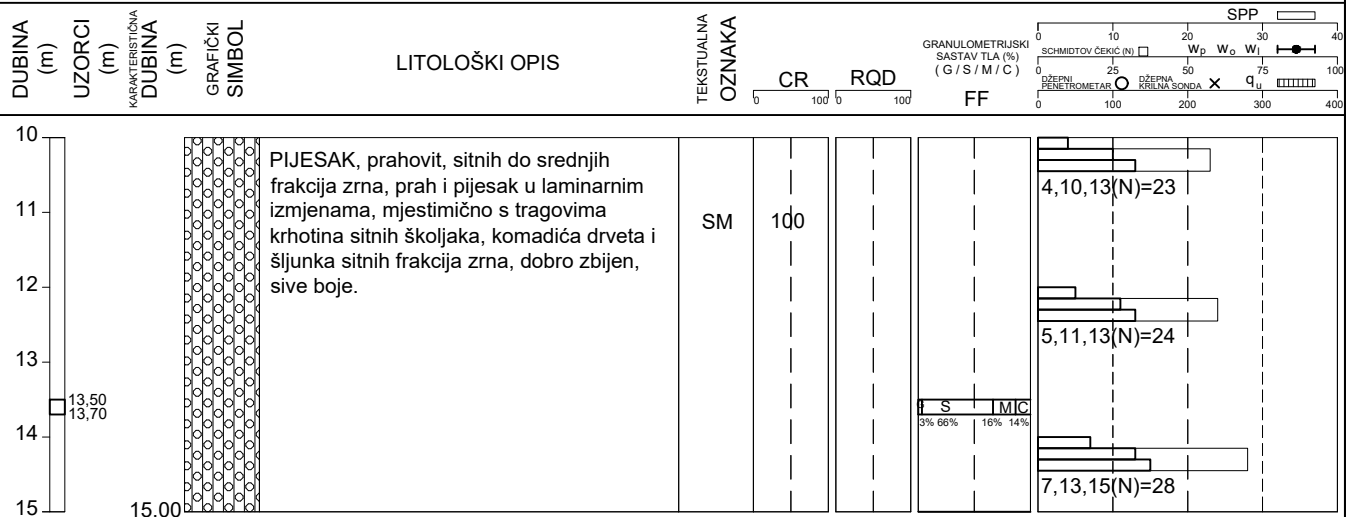 DUBINA
(m)
UZORCI
(m)
KARAKTERISTIČNA
DUBINA
(m)
GRAFIČKI
SIMBOL
LITOLOŠKI OPIS
TEKSTUALNA
OZNAKA
CR
0 100
RQD
0 100
GRANULOMETRIJSKI
SASTAV TLA (%)
( G / S / M / C )
FF
SPP
0 10 20 30 40
SCHMIDTOV ČEKIĆ (N) Wp Wo Wl
0 25 50 75 100
DŽEPNI
PENETROMETAR
DŽEPNA
KRILNA SONDA
qu
0 100 200 300 400
10
PIJESAK, prahovit, sitnih do srednjih
frakcija zrna, prah i pijesak u laminarnim
izmjenama, mjestimično s tragovima
krhotina sitnih školjaka, komadića drveta i
šljunka sitnih frakcija zrna, dobro zbijen,
sive boje.
SM
100
4,10,13(N)=23
11
12
5,11,13(N)=24
13
13,50
13,70
S M C
3% 66% 16% 14%
14
7,13,15(N)=28
15
15.00